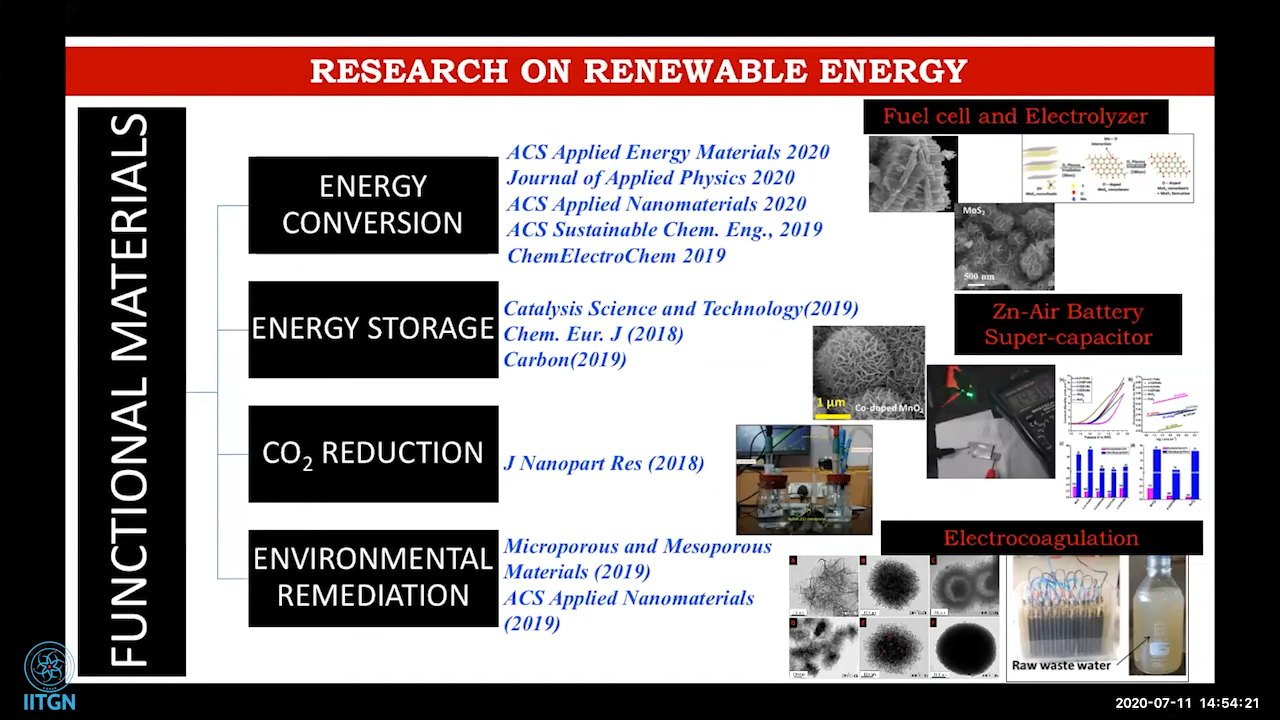 RESEARCH ON RENEWABLE ENERGY
FUNCTIONAL MATERIALS
ENERGY
CONVERSION
ACS Applied Energy Materials 2020
Journal of Applied Physics 2020
ACS Applied Nanomaterials 2020
ACS Sustainable Chem. Eng., 2019
ChemElectroChem 2019
ENERGY STORAGE
Catalysis Science and Technology(2019)
Chem. Eur. J (2018)
Carbon(2019)
CO₂ REDUCTION
J Nanopart Res (2018)
ENVIRONMENTAL
REMEDIATION
Microporous and Mesoporous
Materials (2019)
ACS Applied Nanomaterials
(2019)
Fuel cell and Electrolyzer
MoS₂
500 nm
Zn-Air Battery
Super-capacitor
1 μm
Co-doped MnO₂
Electrocoagulation
Raw waste water
IITGN
2020-07-11 14:54:21